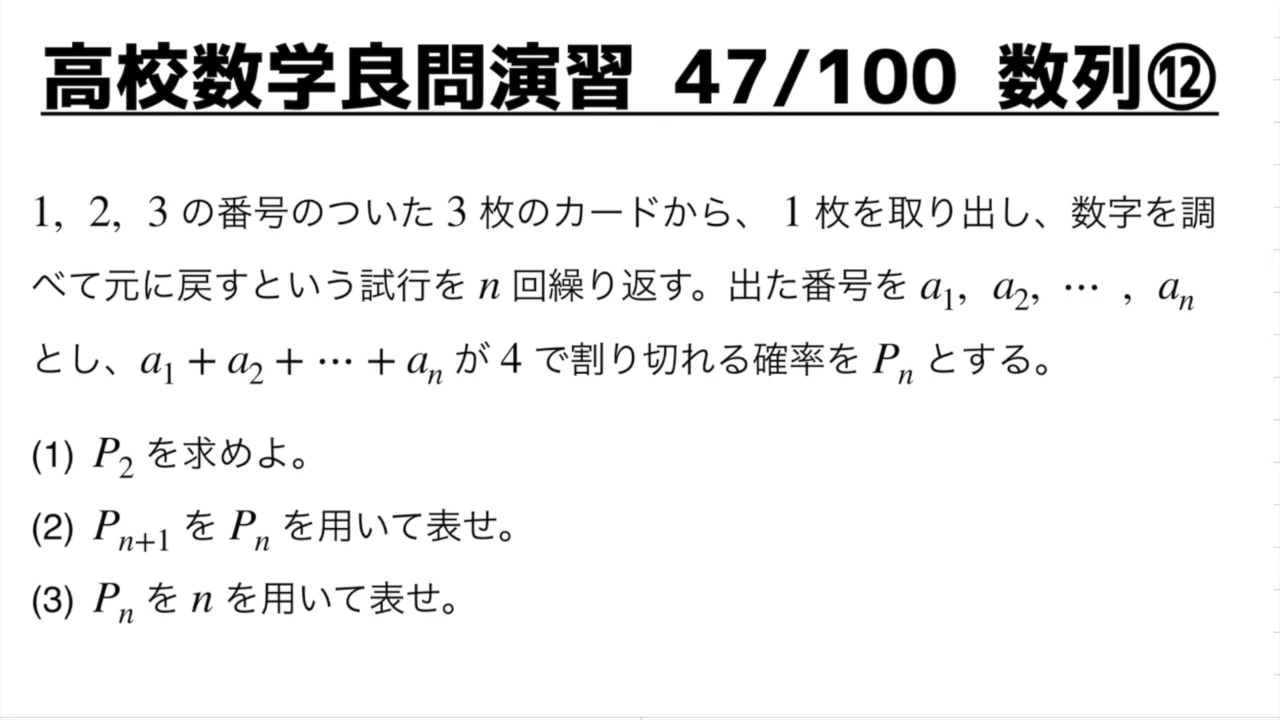 高校数学良問演習 47/100 数列⑫
1, 2, 3 の番号のついた 3 枚のカードから、 1 枚を取り出し、数字を調
べて元に戻すという試行を n 回繰り返す。出た番号を a₁, a₂, ⋯ , aₙ
とし、a₁ + a₂ + ⋯ + aₙ が 4 で割り切れる確率を Pₙ とする。
(1) P₂ を求めよ。
(2) Pₙ₊₁ を Pₙ を用いて表せ。
(3) Pₙ を n を用いて表せ。